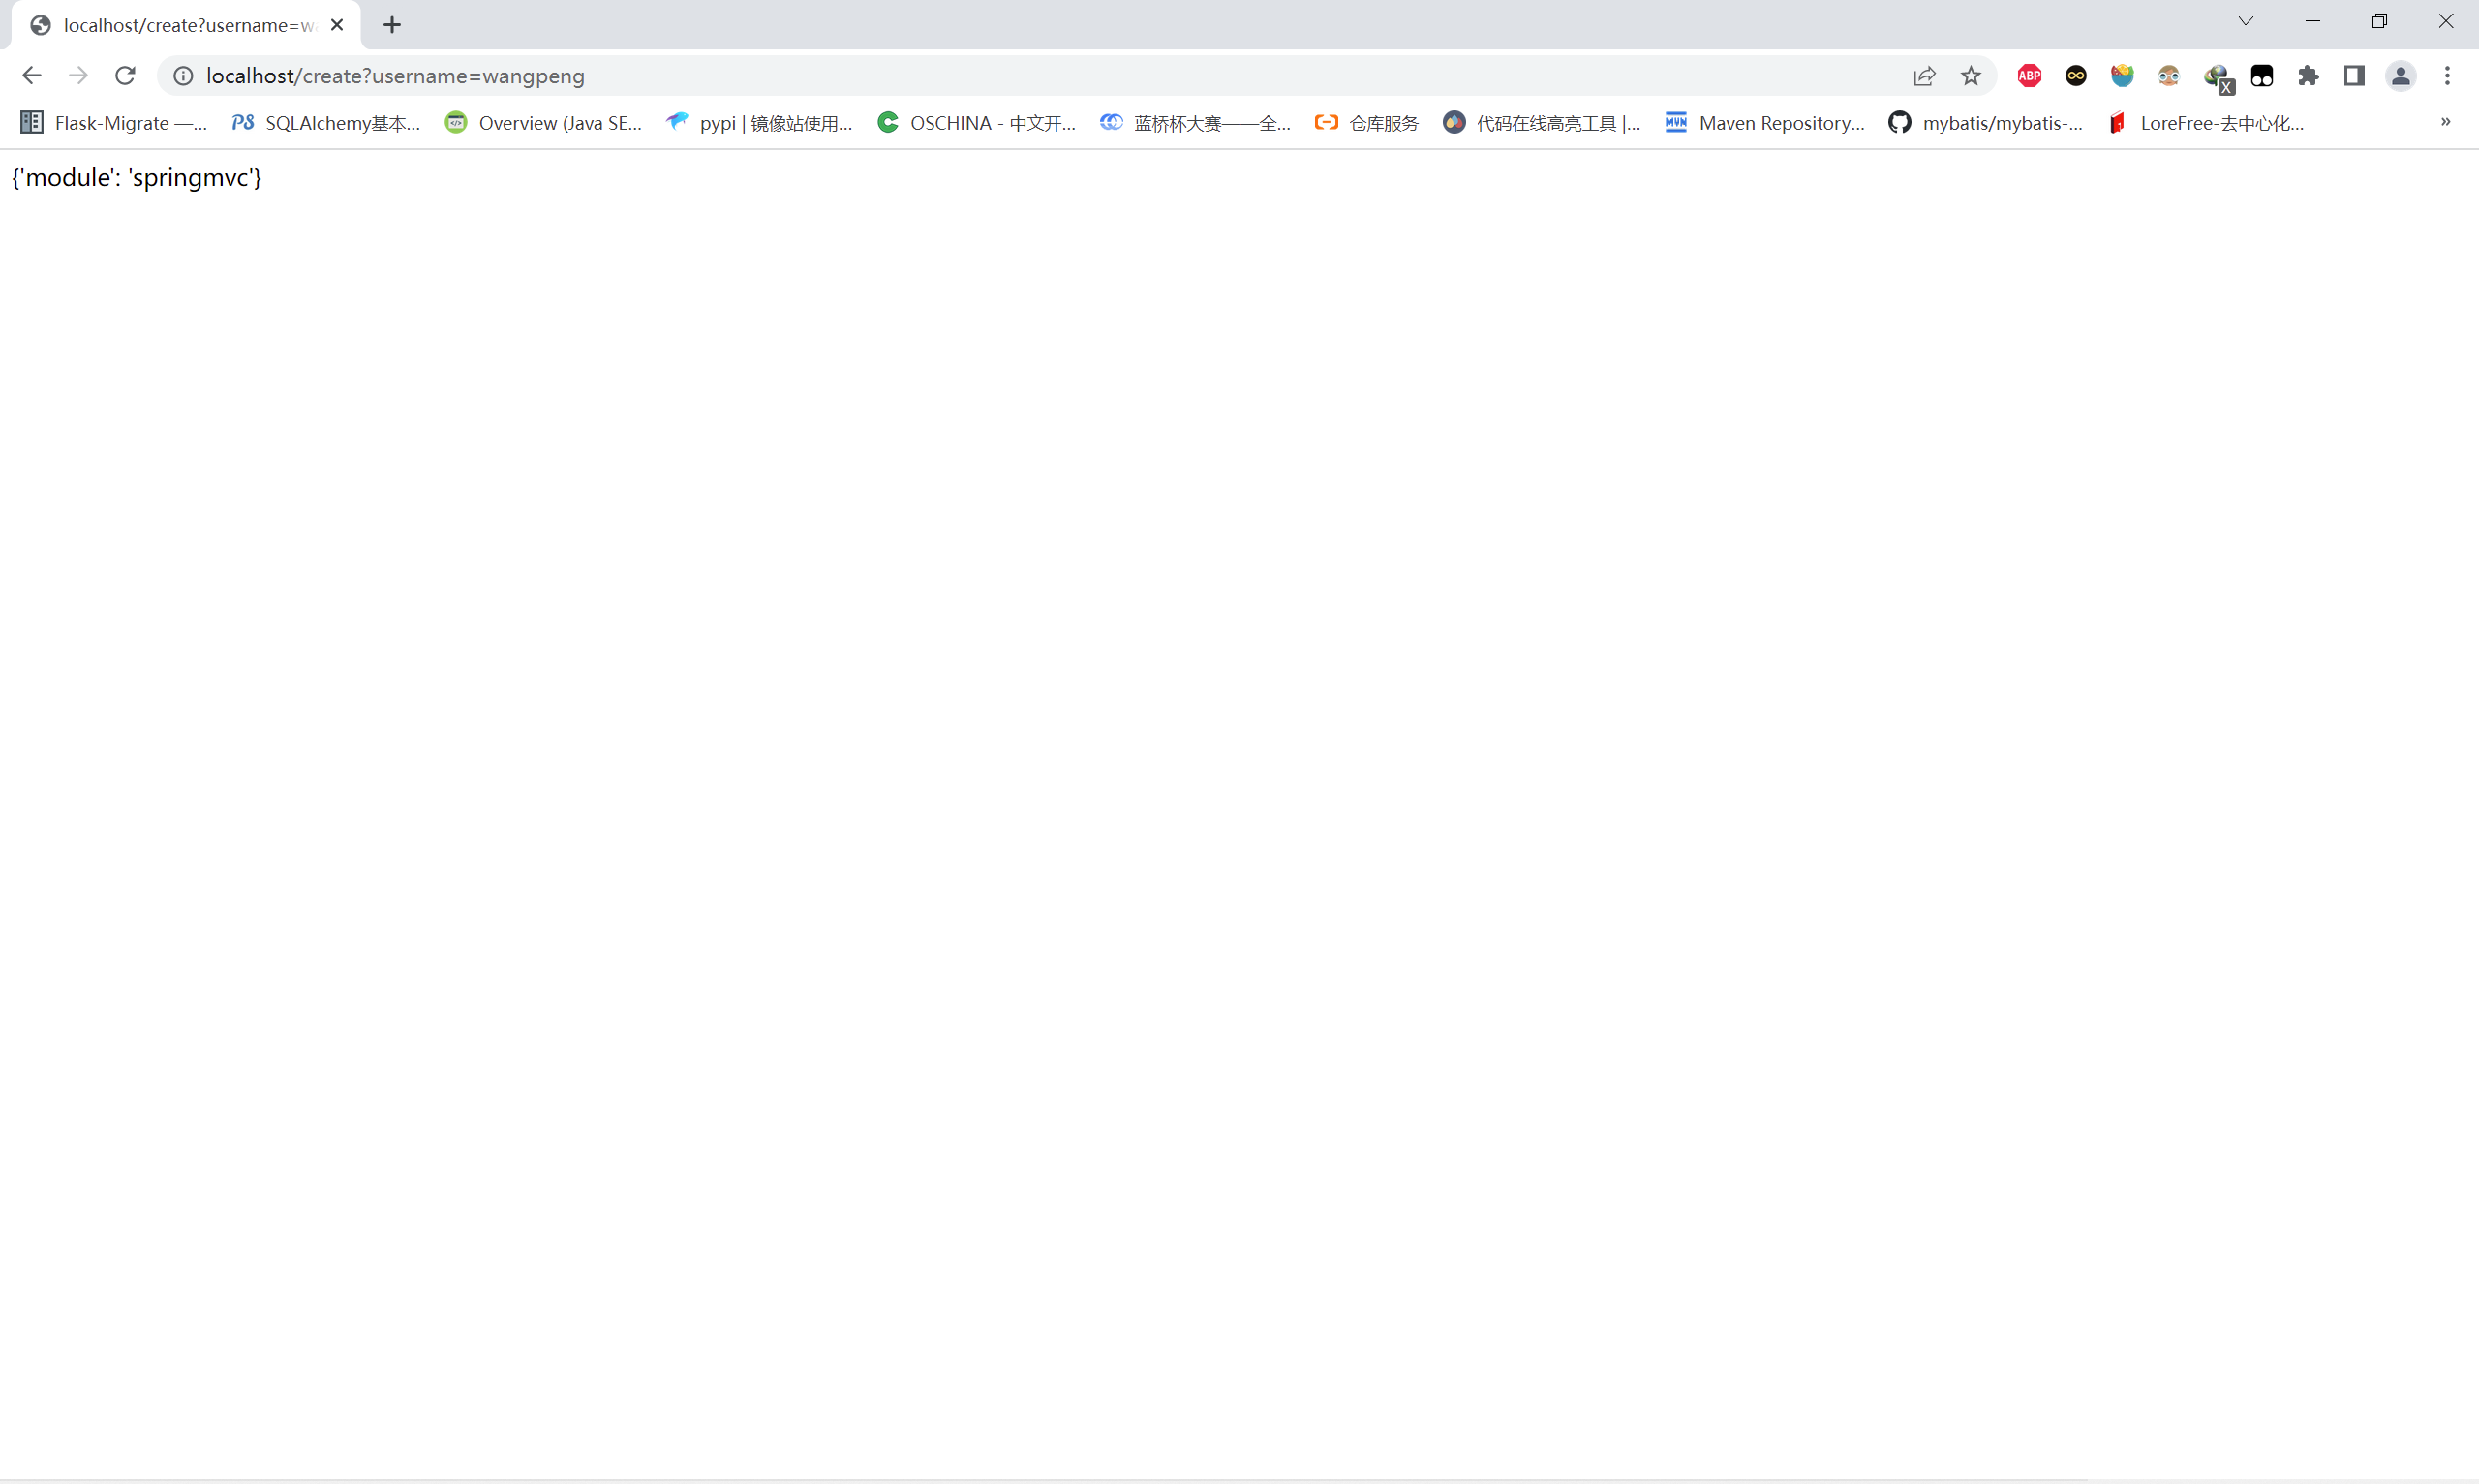 localhost/create?username=w
localhost/create?username=wangpeng
ABP
X
Flask-Migrate —... PS SQLAlchemy基本... Overview (Java SE... pypi | 镜像站使用... OSCHINA - 中文开... 蓝桥杯大赛——全... 仓库服务 代码在线高亮工具 |... MVN Maven Repository... mybatis/mybatis-... LoreFree-去中心化... »
{'module': 'springmvc'}